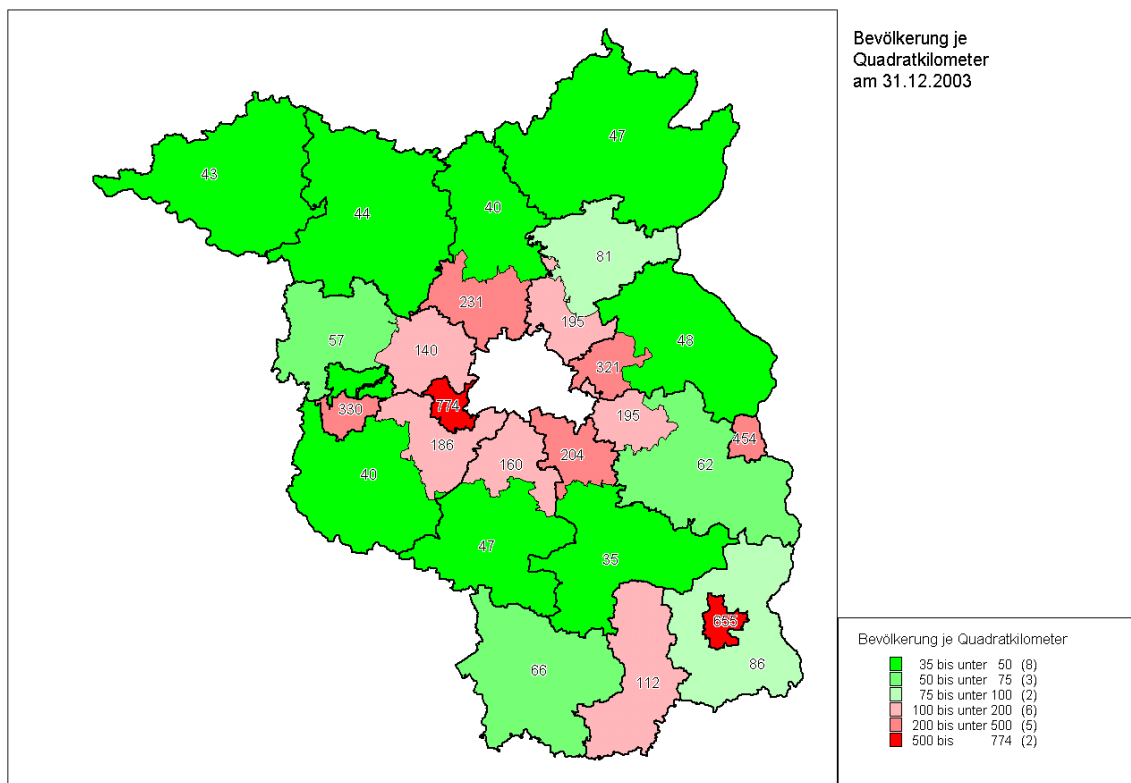 Bevölkerung je
Quadratkilometer
am 31.12.2003
47
43
44
40
81
231
195
57
140
48
321
774
330
195
454
186
204
160
62
40
47
35
655
66
112
86
Bevölkerung je Quadratkilometer
35 bis unter 50 (8)
50 bis unter 75 (3)
75 bis unter 100 (2)
100 bis unter 200 (6)
200 bis unter 500 (5)
500 bis 774 (2)